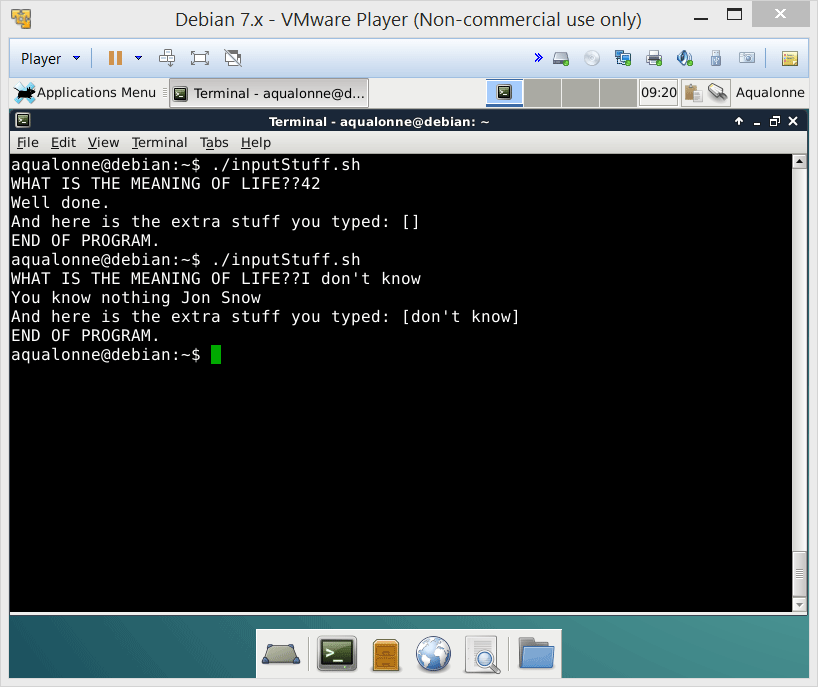 Debian 7.x - VMware Player (Non-commercial use only)
Player
Applications Menu
Terminal - aqualonne@d...
09:20
Aqualonne
Terminal - aqualonne@debian: ~
File Edit View Terminal Tabs Help
aqualonne@debian:~$ ./inputStuff.sh
WHAT IS THE MEANING OF LIFE??42
Well done.
And here is the extra stuff you typed: []
END OF PROGRAM.
aqualonne@debian:~$ ./inputStuff.sh
WHAT IS THE MEANING OF LIFE??I don't know
You know nothing Jon Snow
And here is the extra stuff you typed: [don't know]
END OF PROGRAM.
aqualonne@debian:~$